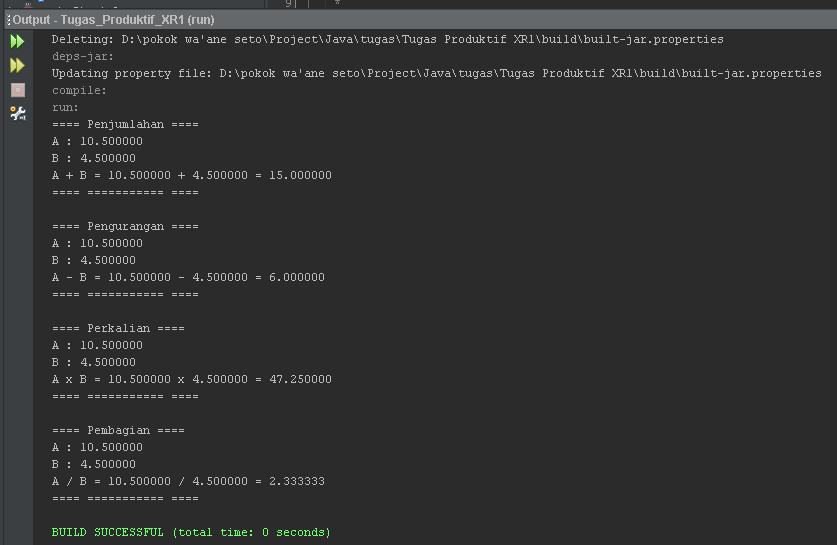 Output - Tugas_Produktif_XR1 (run)
Deleting: D:\pokok wa'ane seto\Project\Java\tugas\Tugas Produktif XR1\build\built-jar.properties
deps-jar:
Updating property file: D:\pokok wa'ane seto\Project\Java\tugas\Tugas Produktif XR1\build\built-jar.properties
compile:
run:
==== Penjumlahan ====
A : 10.500000
B : 4.500000
A + B = 10.500000 + 4.500000 = 15.000000
==== =========== ====
==== Pengurangan ====
A : 10.500000
B : 4.500000
A - B = 10.500000 - 4.500000 = 6.000000
==== =========== ====
==== Perkalian ====
A : 10.500000
B : 4.500000
A x B = 10.500000 x 4.500000 = 47.250000
==== =========== ====
==== Pembagian ====
A : 10.500000
B : 4.500000
A / B = 10.500000 / 4.500000 = 2.333333
==== =========== ====
BUILD SUCCESSFUL (total time: 0 seconds)